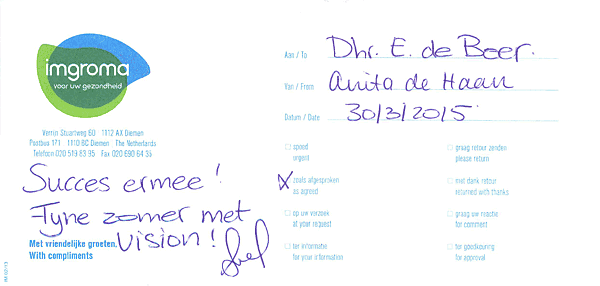 imgroma
voor uw gezondheid
Verrijn Stuartweg 60 1112 AX Diemen
Postbus 171 1110 BC Diemen The Netherlands
Telefoon 020 519 83 95 Fax 020 690 64 36
Succes ermee!
Fyne zomer met
vision!
Met vriendelijke groeten,
With compliments
Aan / To Dhr. E. de Boer.
Van / From Anita de Haan
Datum / Date 30/3/2015
spoed
urgent
X zoals afgesproken
as agreed
op uw verzoek
at your request
ter informatie
for your information
graag retour zenden
please return
met dank retour
returned with thanks
graag uw reactie
for comment
ter goedkeuring
for approval